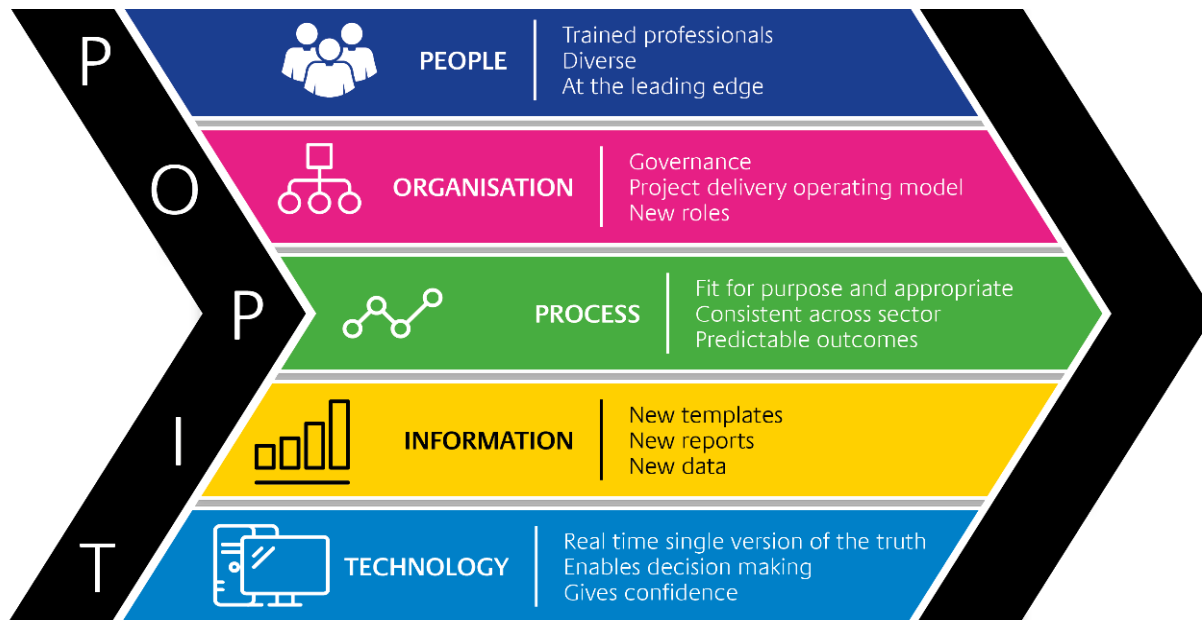 P
PEOPLE
Trained professionals
Diverse
At the leading edge
O
ORGANISATION
Governance
Project delivery operating model
New roles
P
PROCESS
Fit for purpose and appropriate
Consistent across sector
Predictable outcomes
I
INFORMATION
New templates
New reports
New data
T
TECHNOLOGY
Real time single version of the truth
Enables decision making
Gives confidence